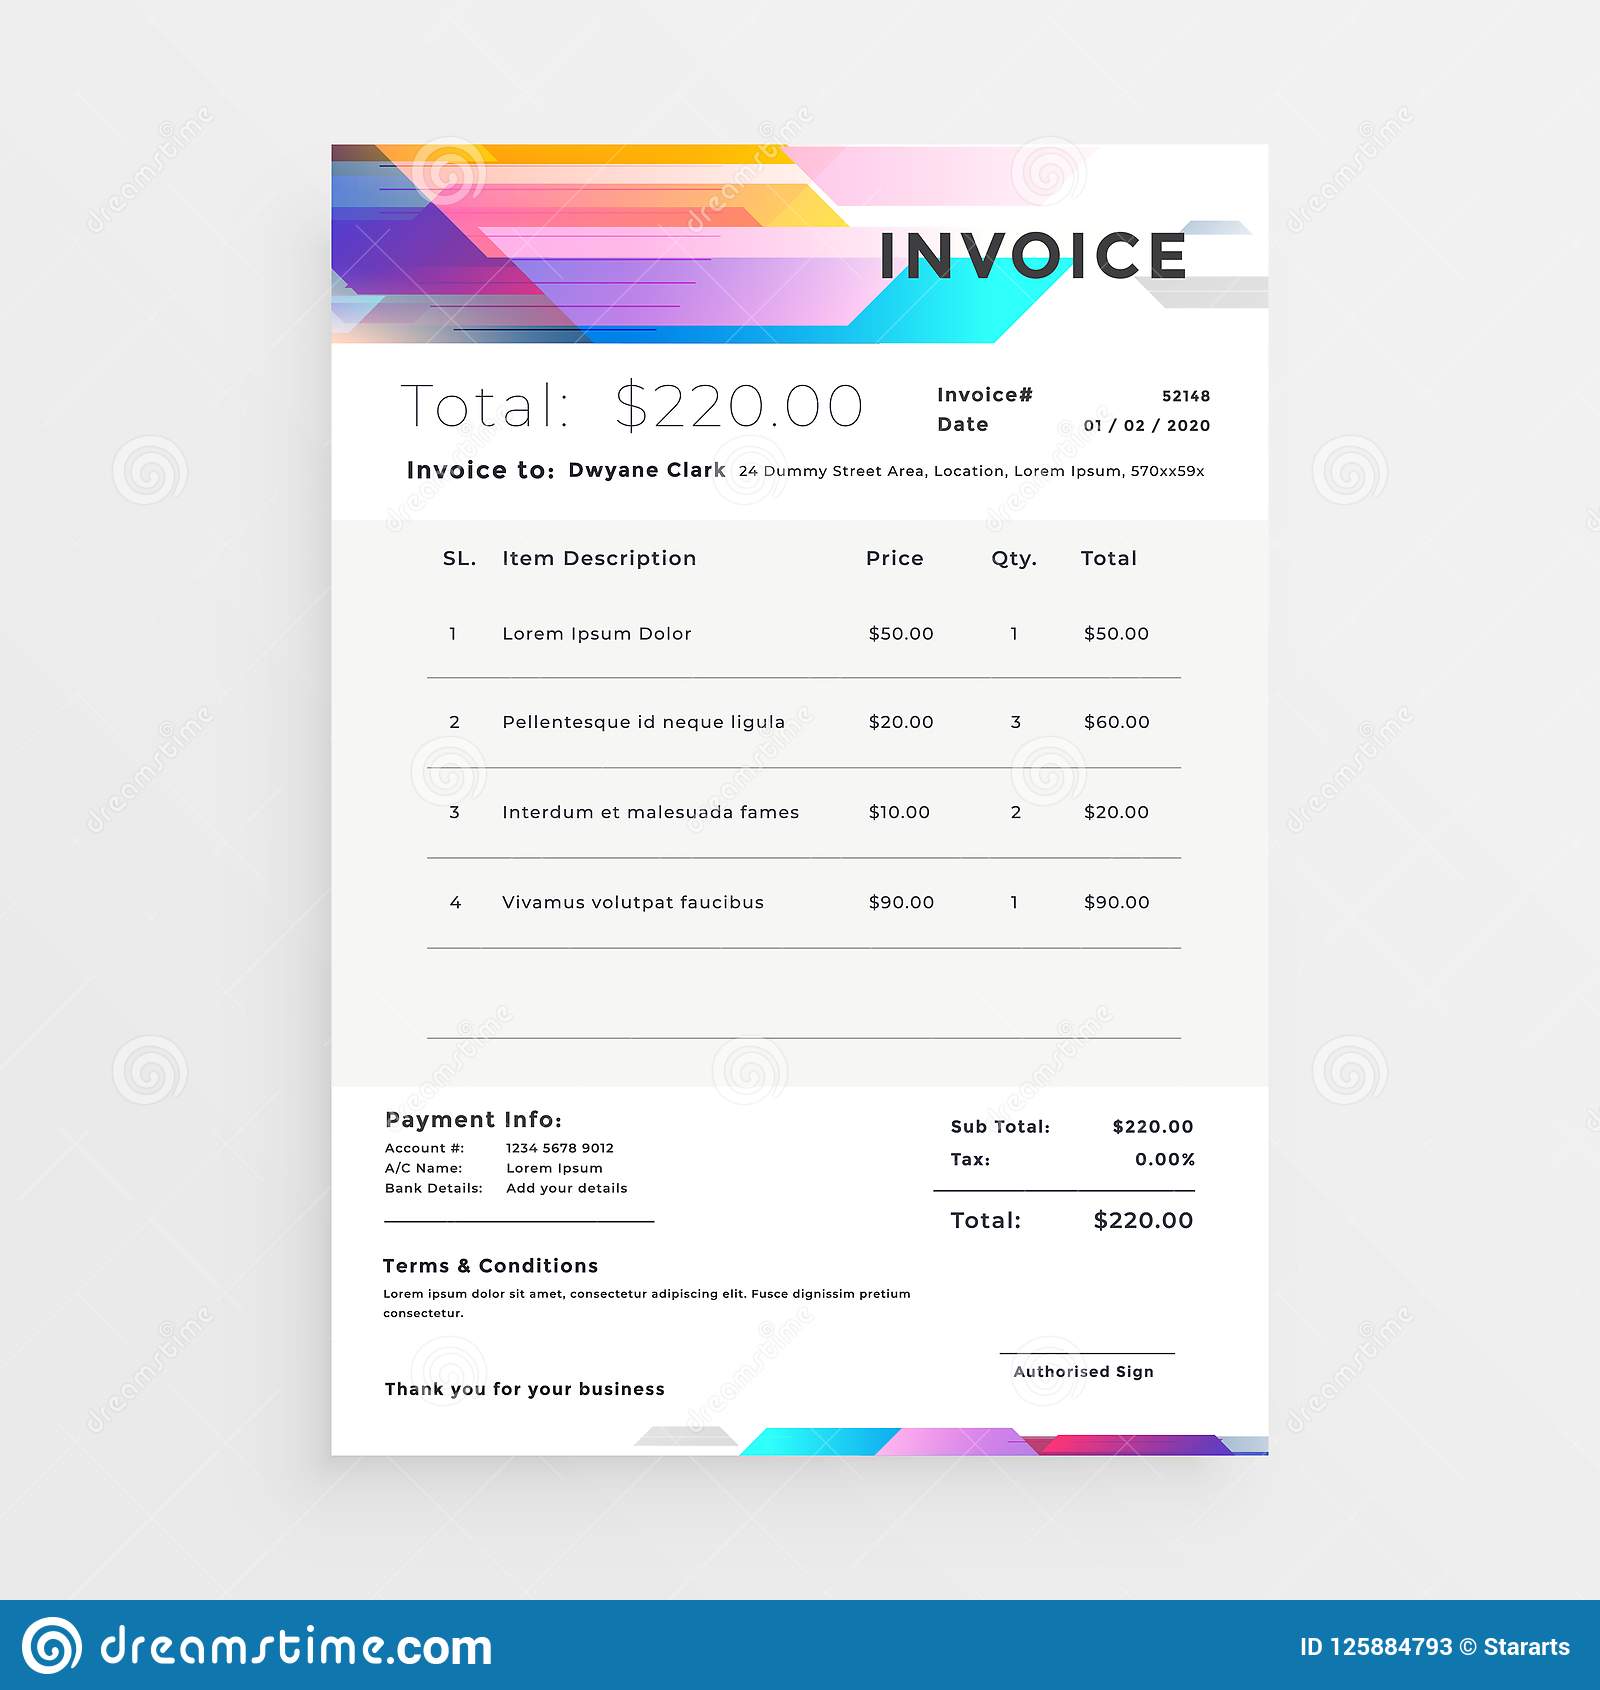 INVOICE
Total: $220.00
Invoice# 52148
Date 01 / 02 / 2020
Invoice to: Dwyane Clark 24 Dummy Street Area, Location, Lorem Ipsum, 570xx59x
SL. Item Description Price Qty. Total
1 Lorem Ipsum Dolor $50.00 1 $50.00
2 Pellentesque id neque ligula $20.00 3 $60.00
3 Interdum et malesuada fames $10.00 2 $20.00
4 Vivamus volutpat faucibus $90.00 1 $90.00
Payment Info:
Account #: 1234 5678 9012
A/C Name: Lorem Ipsum
Bank Details: Add your details
Sub Total: $220.00
Tax: 0.00%
Total: $220.00
Terms & Conditions
Lorem ipsum dolor sit amet, consectetur adipiscing elit. Fusce dignissim pretium
consectetur.
Authorised Sign
Thank you for your business
dreamstime.com
ID 125884793 © Stararts